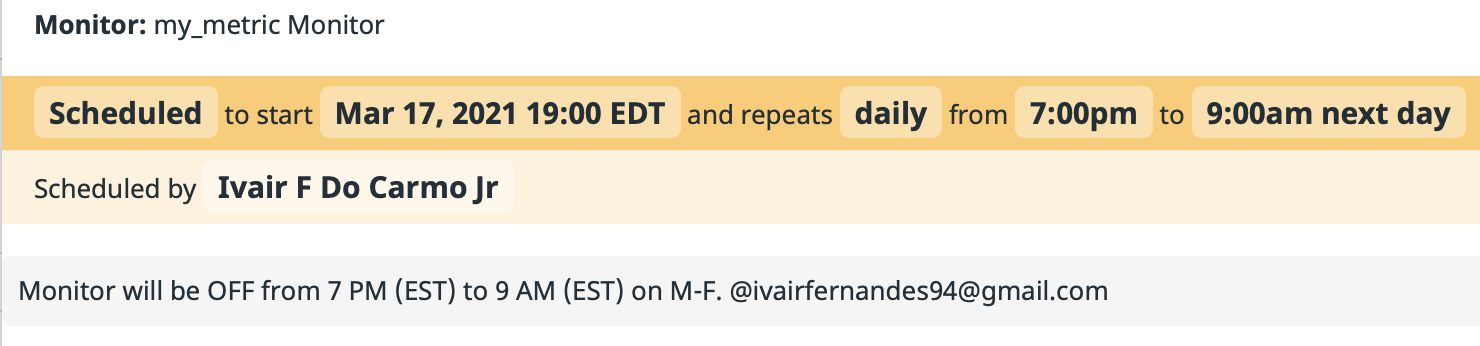 Monitor: my_metric Monitor
Scheduled to start Mar 17, 2021 19:00 EDT and repeats daily from 7:00pm to 9:00am next day
Scheduled by Ivair F Do Carmo Jr
Monitor will be OFF from 7 PM (EST) to 9 AM (EST) on M-F. @ivairfernandes94@gmail.com